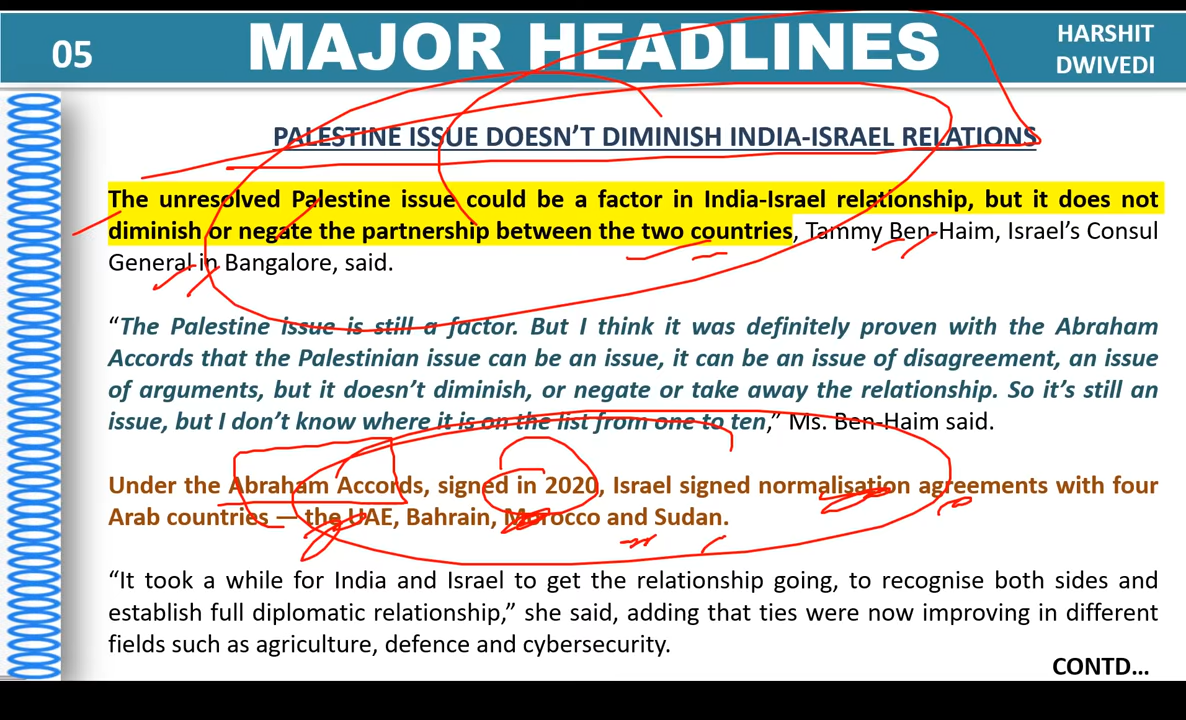 05
MAJOR HEADLINES
HARSHIT
DWIVEDI
PALESTINE ISSUE DOESN'T DIMINISH INDIA-ISRAEL RELATIONS
The unresolved Palestine issue could be a factor in India-Israel relationship, but it does not
diminish or negate the partnership between the two countries, Tammy Ben-Haim, Israel's Consul
General in Bangalore, said.
“The Palestine issue is still a factor. But I think it was definitely proven with the Abraham
Accords that the Palestinian issue can be an issue, it can be an issue of disagreement, an issue
of arguments, but it doesn't diminish, or negate or take away the relationship. So it's still an
issue, but I don't know where it is on the list from one to ten,” Ms. Ben-Haim said.
Under the Abraham Accords, signed in 2020, Israel signed normalisation agreements with four
Arab countries — the UAE, Bahrain, Morocco and Sudan.
“It took a while for India and Israel to get the relationship going, to recognise both sides and
establish full diplomatic relationship,” she said, adding that ties were now improving in different
fields such as agriculture, defence and cybersecurity.
CONTD...